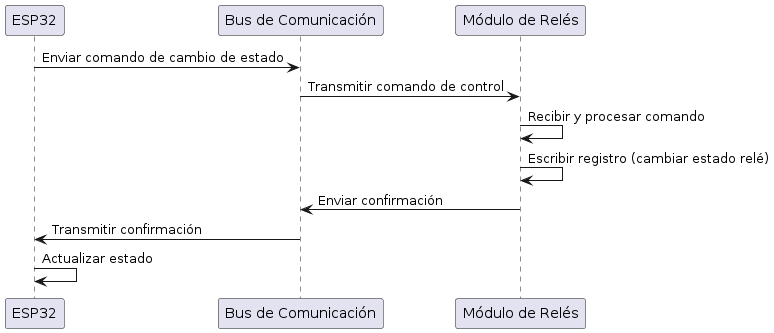 ESP32
Bus de Comunicación
Módulo de Relés
Enviar comando de cambio de estado
Transmitir comando de control
Recibir y procesar comando
Escribir registro (cambiar estado relé)
Enviar confirmación
Transmitir confirmación
Actualizar estado
ESP32
Bus de Comunicación
Módulo de Relés